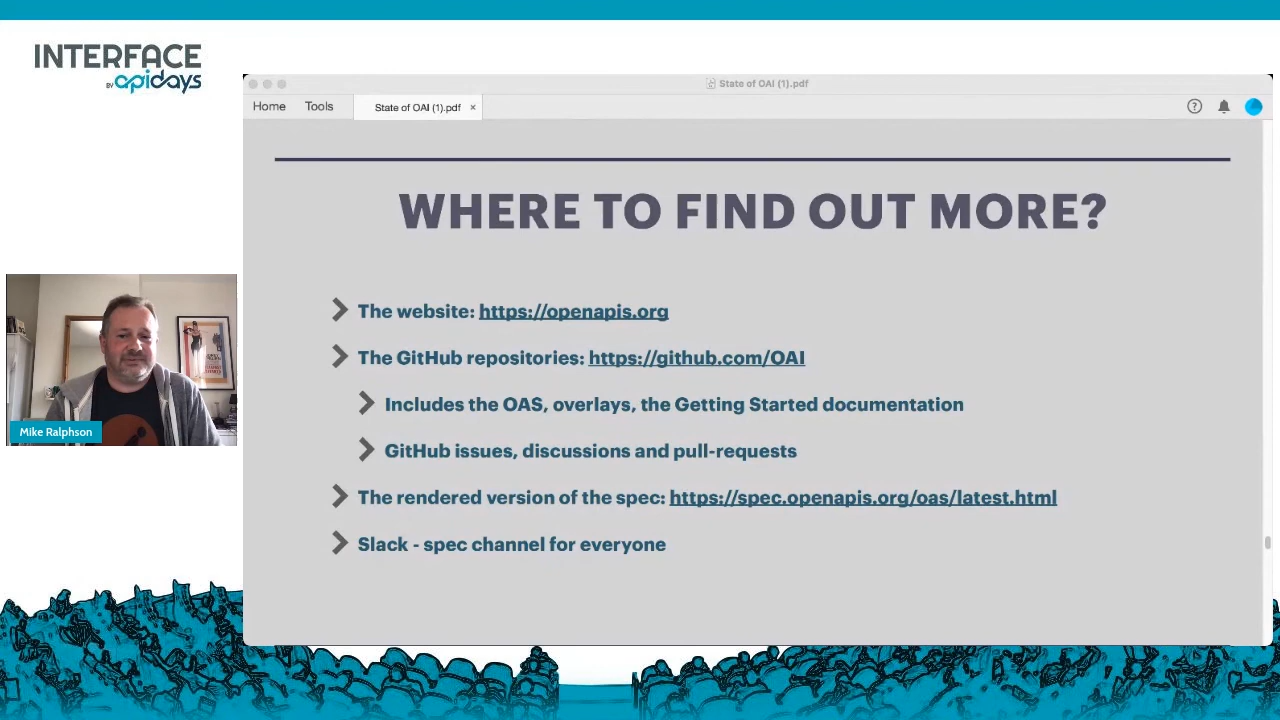 INTERFACE
BY apidays
State of OAI (1).pdf
Home Tools State of OAI (1).pdf ×
WHERE TO FIND OUT MORE?
The website: https://openapis.org
The GitHub repositories: https://github.com/OAI
Includes the OAS, overlays, the Getting Started documentation
GitHub issues, discussions and pull-requests
The rendered version of the spec: https://spec.openapis.org/oas/latest.html
Slack - spec channel for everyone
Mike Ralphson